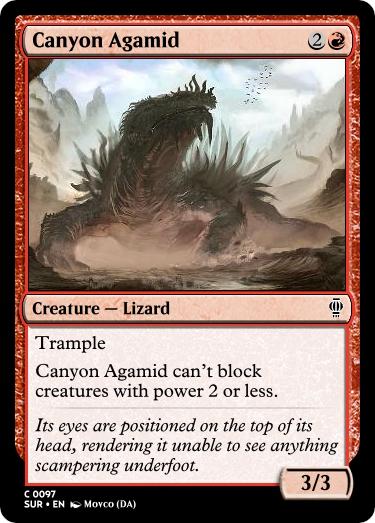 Canyon Agamid 2
Creature — Lizard
Trample
Canyon Agamid can't block
creatures with power 2 or less.
Its eyes are positioned on the top of its
head, rendering it unable to see anything
scampering underfoot.
3/3
C 0097
SUR • EN Movco (DA)